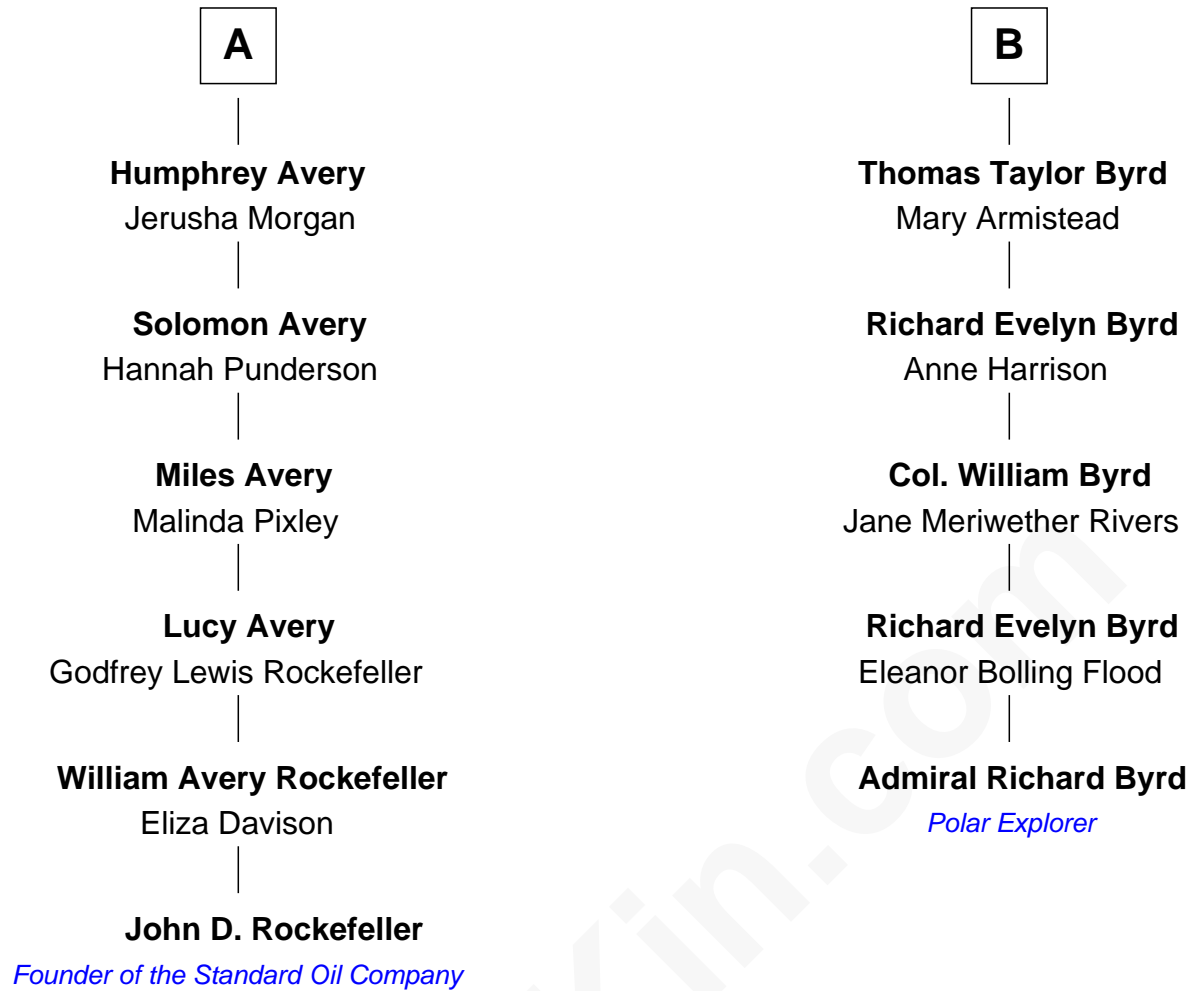 A
Humphrey Avery
Jerusha Morgan
Solomon Avery
Hannah Punderson
Miles Avery
Malinda Pixley
Lucy Avery
Godfrey Lewis Rockefeller
William Avery Rockefeller
Eliza Davison
John D. Rockefeller
Founder of the Standard Oil Company
B
Thomas Taylor Byrd
Mary Armistead
Richard Evelyn Byrd
Anne Harrison
Col. William Byrd
Jane Meriwether Rivers
Richard Evelyn Byrd
Eleanor Bolling Flood
Admiral Richard Byrd
Polar Explorer